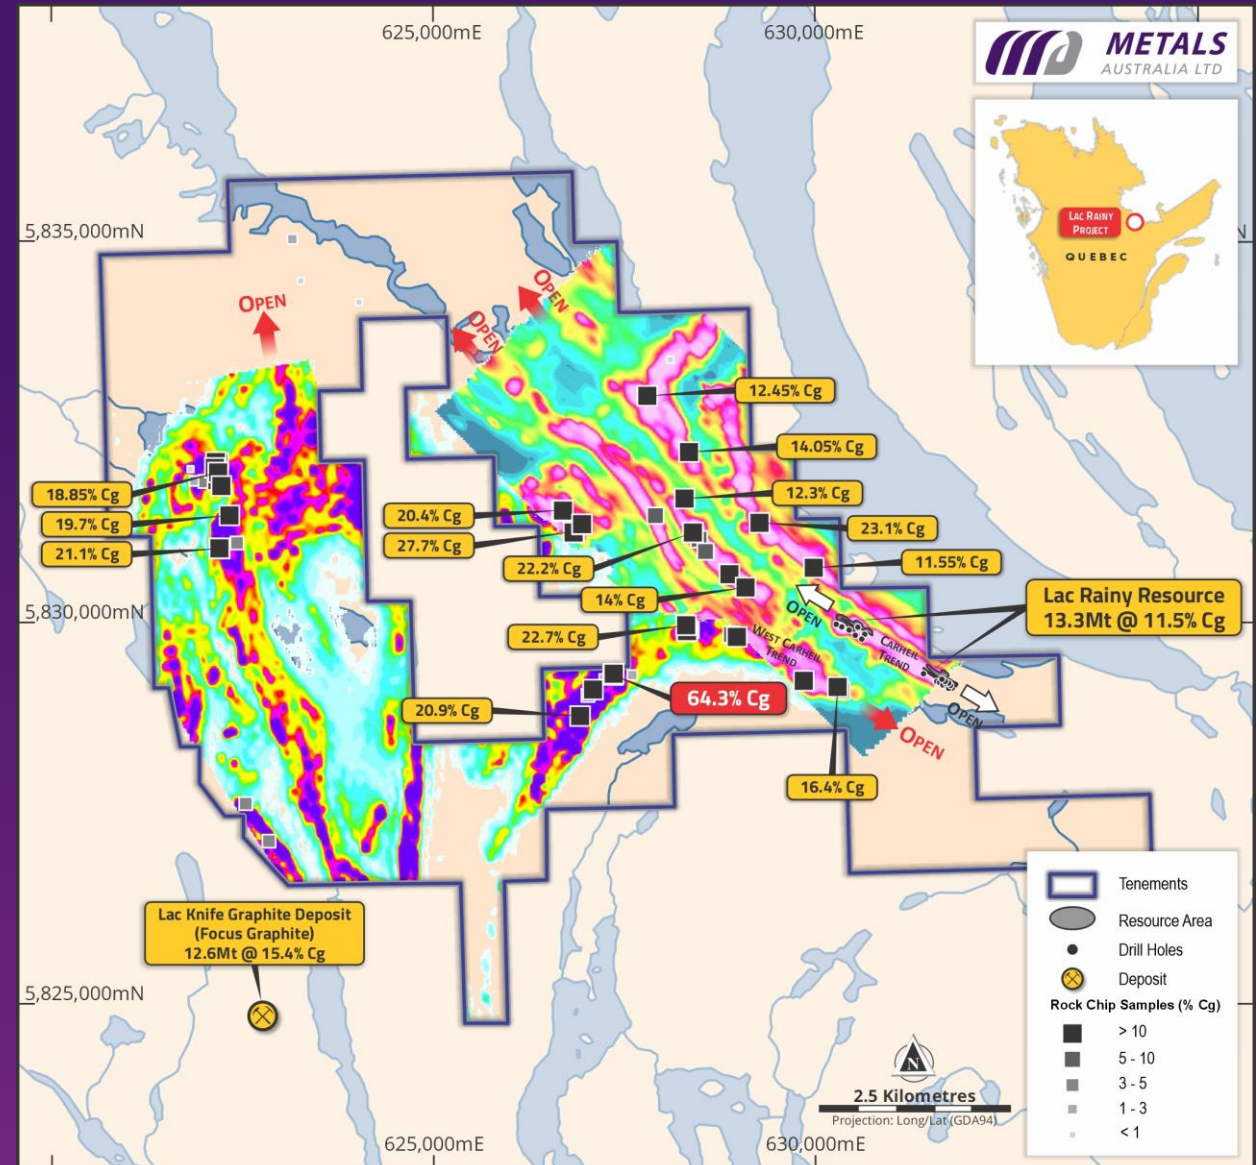 625,000mE
630,000mE
METALS
AUSTRALIA LTD
5,835,000mN
N
LAC RAINY
PROJECT
QUEBEC
OPEN
OPEN
OPEN
12.45% Cg
14.05% Cg
18.85% Cg
12.3% Cg
19.7% Cg
20.4% Cg
23.1% Cg
21.1% Cg
27.7% Cg
22.2% Cg
11.55% Cg
14% Cg
OPEN
Lac Rainy Resource
13.3Mt @ 11.5% Cg
5,830,000mN
22.7% Cg
WEST CARHEIL
TREND
CARHEIL
TREND
64.3% Cg
20.9% Cg
OPEN
OPEN
16.4% Cg
Lac Knife Graphite Deposit
(Focus Graphite)
12.6Mt @ 15.4% Cg
5,825,000mN
Tenements
Resource Area
Drill Holes
Deposit
Rock Chip Samples (% Cg)
> 10
5 - 10
3 - 5
1 - 3
< 1
N
2.5 Kilometres
Projection: Long/Lat (GDA94)
625,000mE
630,000mE